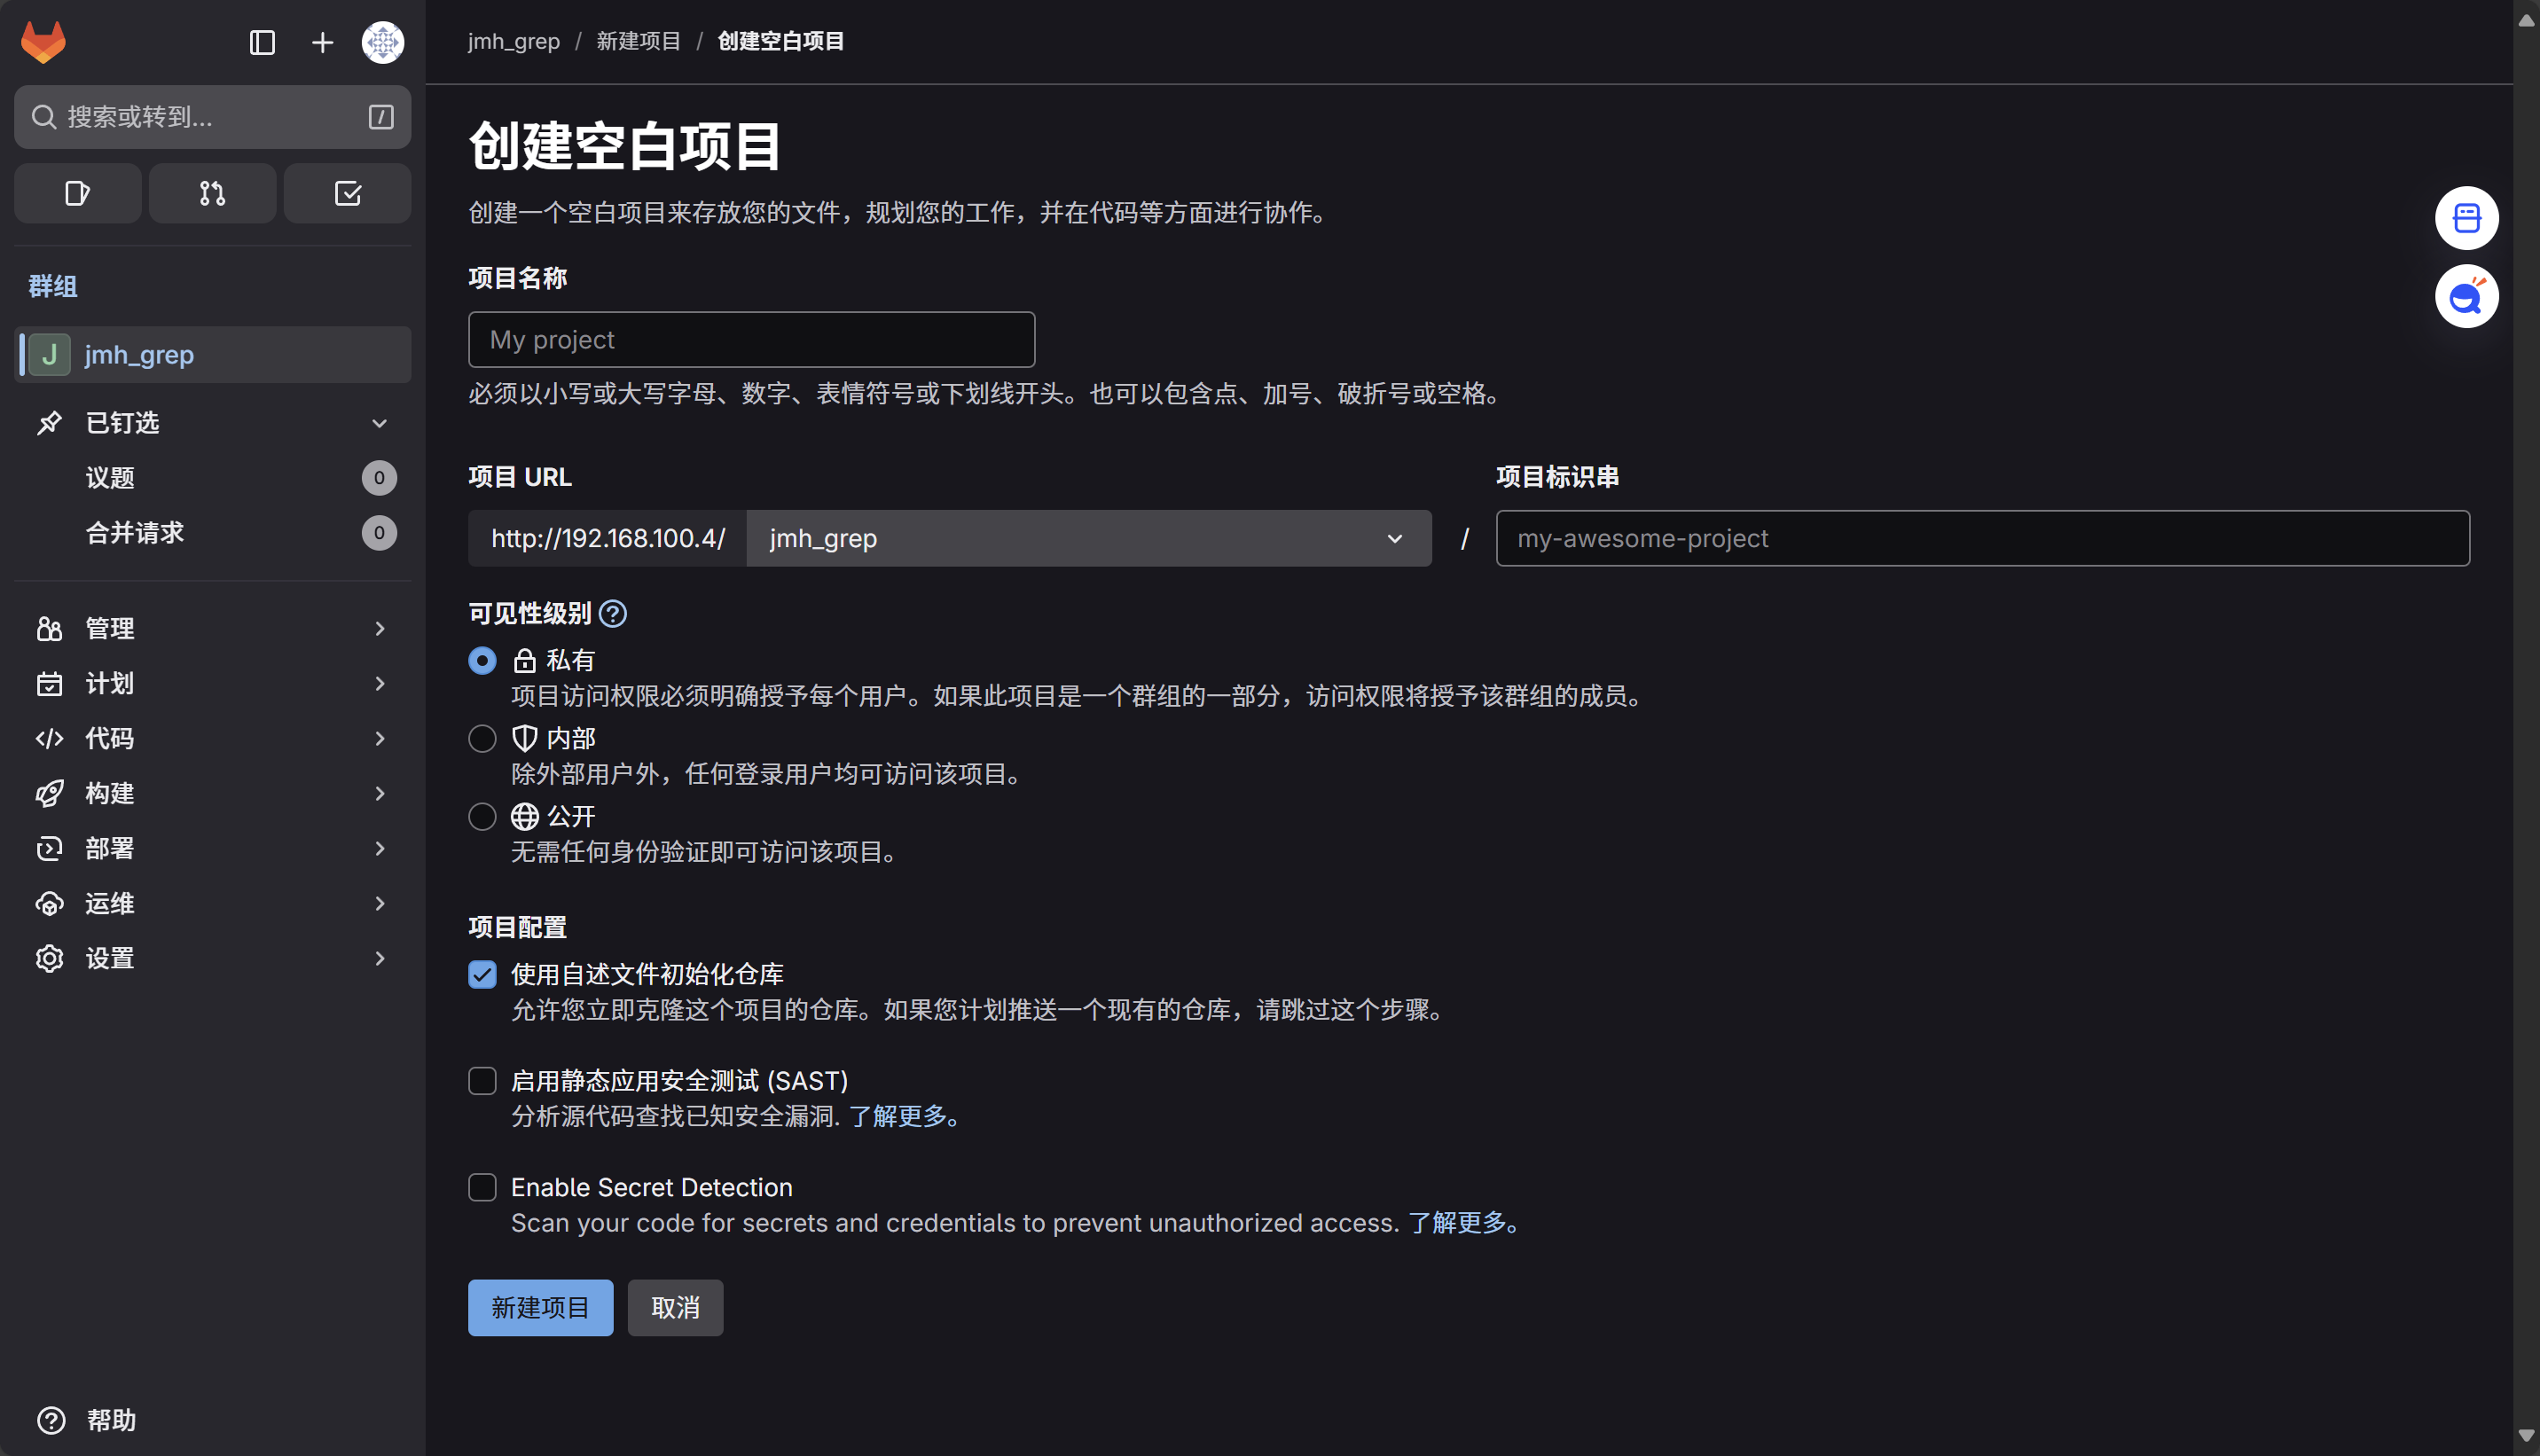 搜索或转到...
/
群组
J
jmh_grep
已钉选
议题
0
合并请求
0
管理
计划
代码
构建
部署
运维
设置
帮助
jmh_grep / 新建项目 / 创建空白项目
创建空白项目
创建一个空白项目来存放您的文件，规划您的工作，并在代码等方面进行协作。
项目名称
My project
必须以小写或大写字母、数字、表情符号或下划线开头。也可以包含点、加号、破折号或空格。
项目 URL
http://192.168.100.4/
jmh_grep
/
项目标识串
my-awesome-project
可见性级别
私有
项目访问权限必须明确授予每个用户。如果此项目是一个群组的一部分，访问权限将授予该群组的成员。
内部
除外部用户外，任何登录用户均可访问该项目。
公开
无需任何身份验证即可访问该项目。
项目配置
使用自述文件初始化仓库
允许您立即克隆这个项目的仓库。如果您计划推送一个现有的仓库，请跳过这个步骤。
启用静态应用安全测试 (SAST)
分析源代码查找已知安全漏洞. 了解更多。
Enable Secret Detection
Scan your code for secrets and credentials to prevent unauthorized access. 了解更多。
新建项目
取消